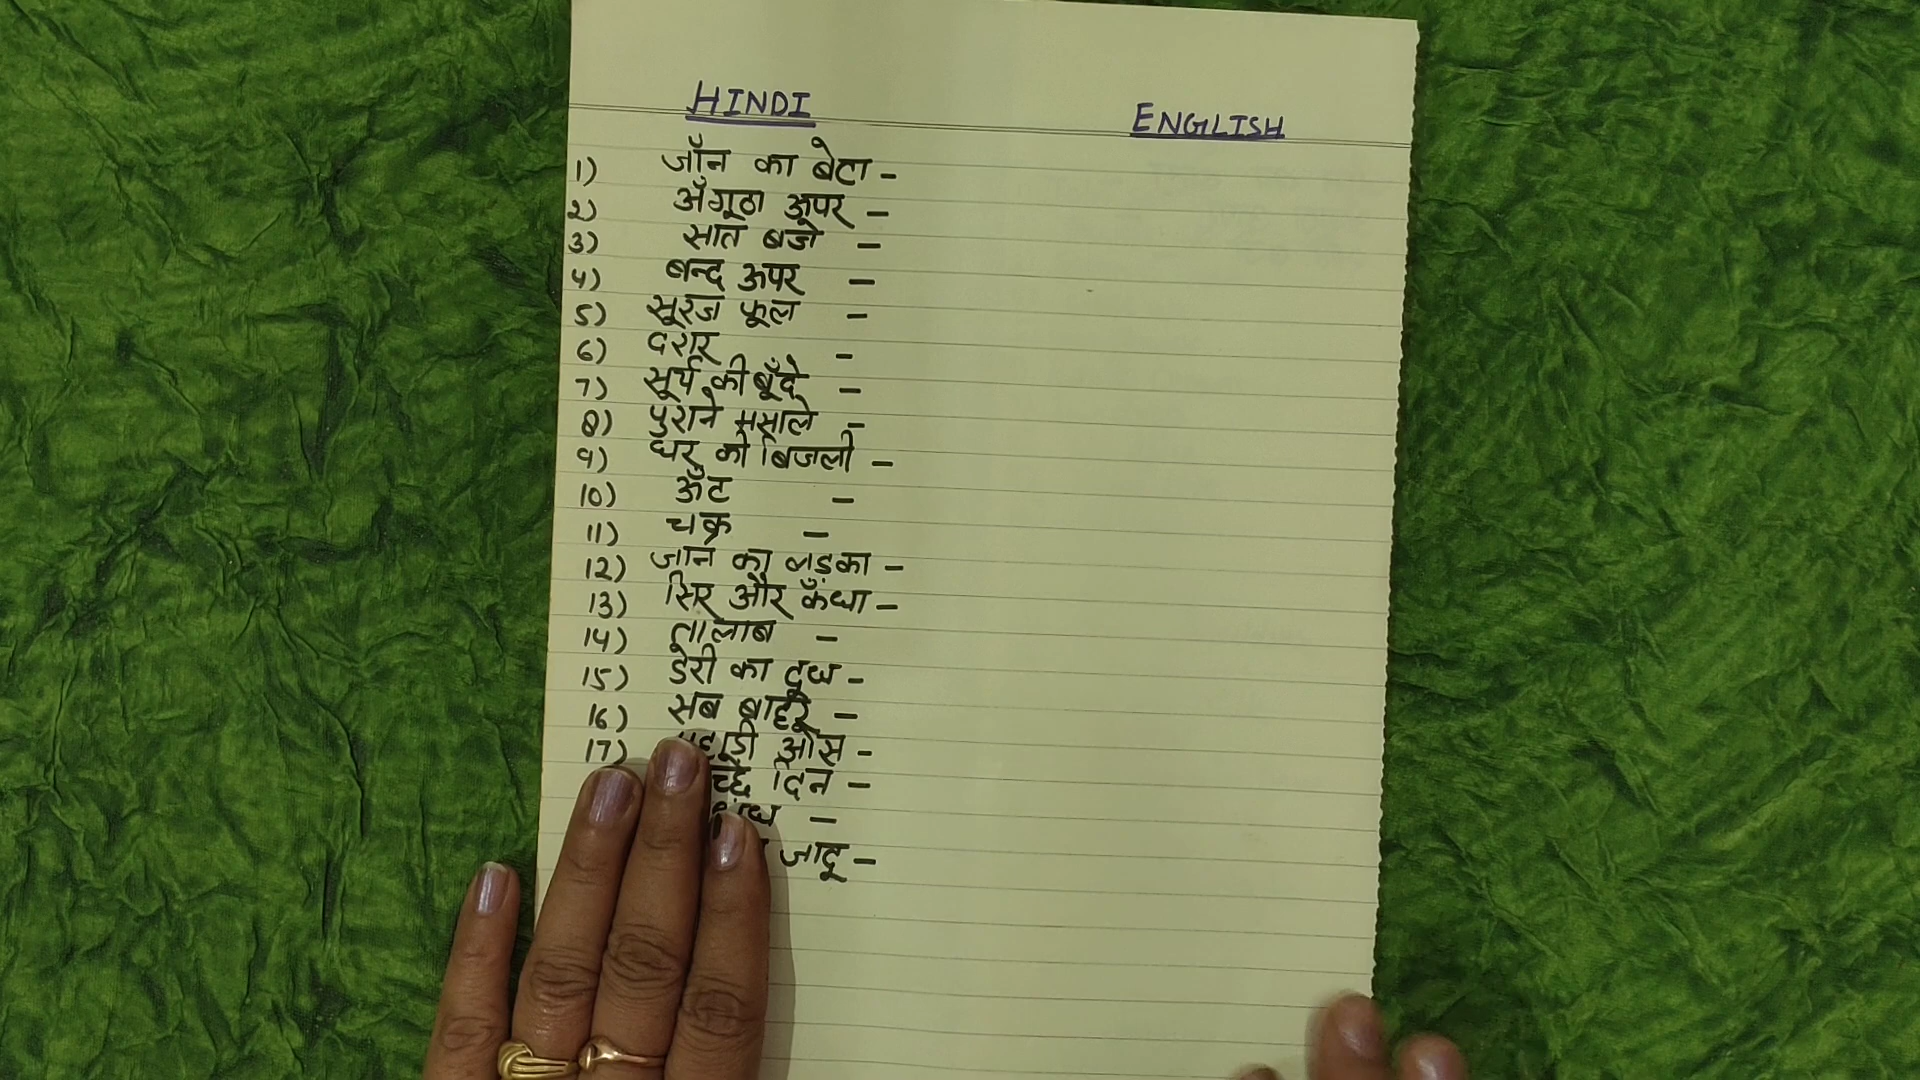 HINDI ENGLISH
1) जॉन का बेटा -
2) अँगूठा ऊपर -
3) सात बजे -
4) बन्द ऊपर -
5) सूरज फूल -
6) दरार -
7) सूर्य की बूँदे -
8) पुराने मसाले -
9) घर की बिजली -
10) ऊँट -
11) चक्र -
12) जॉन का लड़का -
13) सिर और कँधा -
14) तालाब -
15) डेरी का दूध -
16) सब बाहर -
17) ओस -
दिन -
जादू -